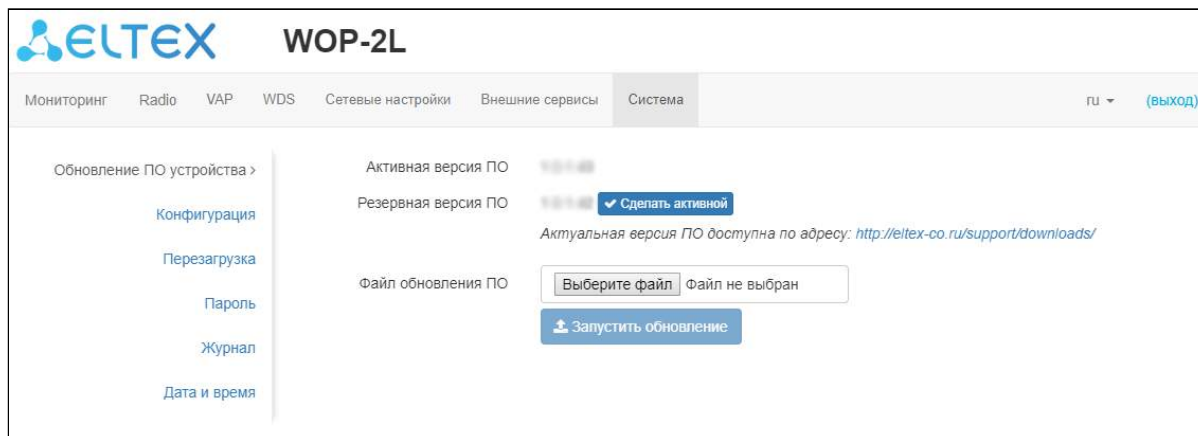 ELTEX WOP-2L
Мониторинг Radio VAP WDS Сетевые настройки Внешние сервисы Система ru (выход)
Обновление ПО устройства >
Конфигурация
Перезагрузка
Пароль
Журнал
Дата и время
Активная версия ПО
Резервная версия ПО Сделать активной
Актуальная версия ПО доступна по адресу: http://eltex-co.ru/support/downloads/
Файл обновления ПО Выберите файл Файл не выбран
Запустить обновление